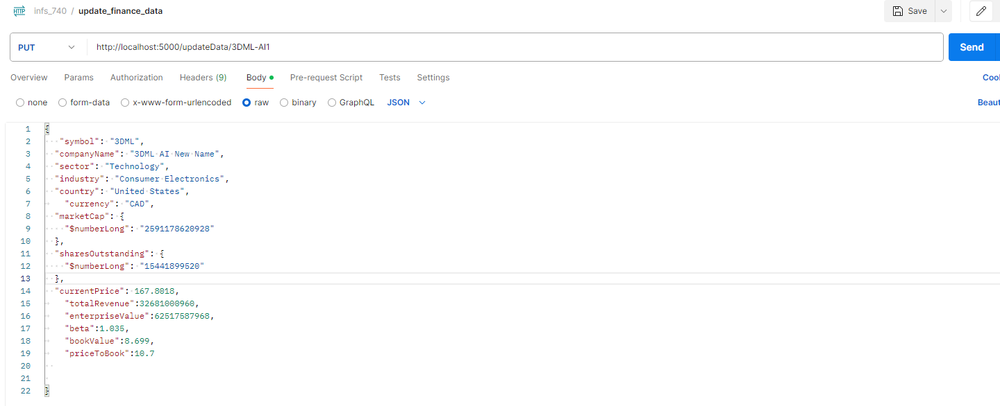 HTTP infs_740 / update_finance_data Save
PUT http://localhost:5000/updateData/3DML-AI1 Send
Overview Params Authorization Headers (9) Body Pre-request Script Tests Settings Cool
none form-data x-www-form-urlencoded raw binary GraphQL JSON Beaut
1 {
2 "symbol": "3DML",
3 "companyName": "3DML AI New Name",
4 "sector": "Technology",
5 "industry": "Consumer Electronics",
6 "country": "United States",
7 "currency": "CAD",
8 "marketCap": {
9 "$numberLong": "2591178620928"
10 },
11 "sharesOutstanding": {
12 "$numberLong": "15441899520"
13 },
14 "currentPrice": 167.8018,
15 "totalRevenue":32681000960,
16 "enterpriseValue":62517587968,
17 "beta":1.035,
18 "bookValue":8.699,
19 "priceToBook":10.7
20
21
22 }